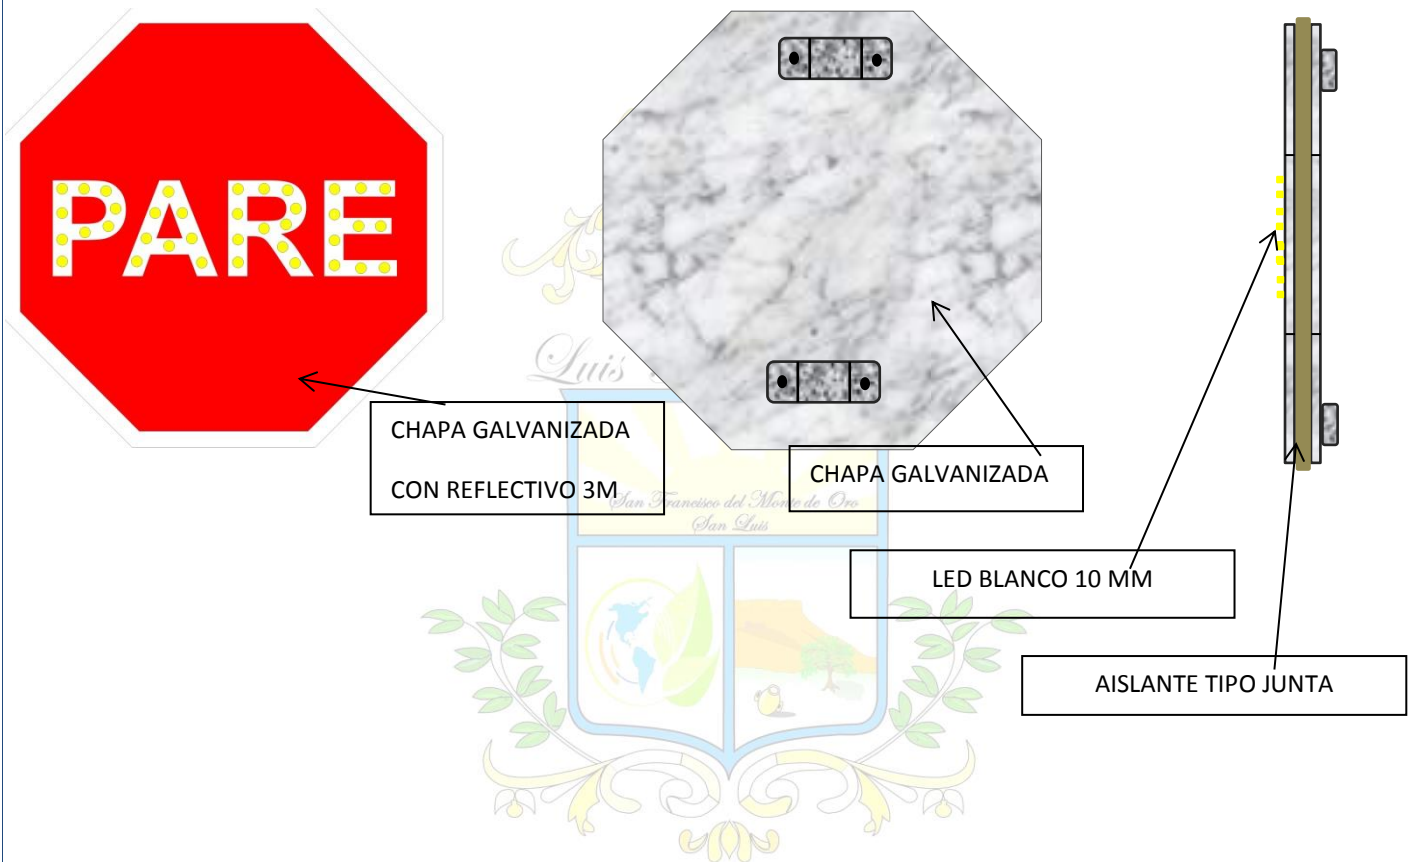 PARE
CHAPA GALVANIZADA
CON REFLECTIVO 3M
CHAPA GALVANIZADA
LED BLANCO 10 MM
AISLANTE TIPO JUNTA
Luis
San Francisco del Monte de Oro
San Luis